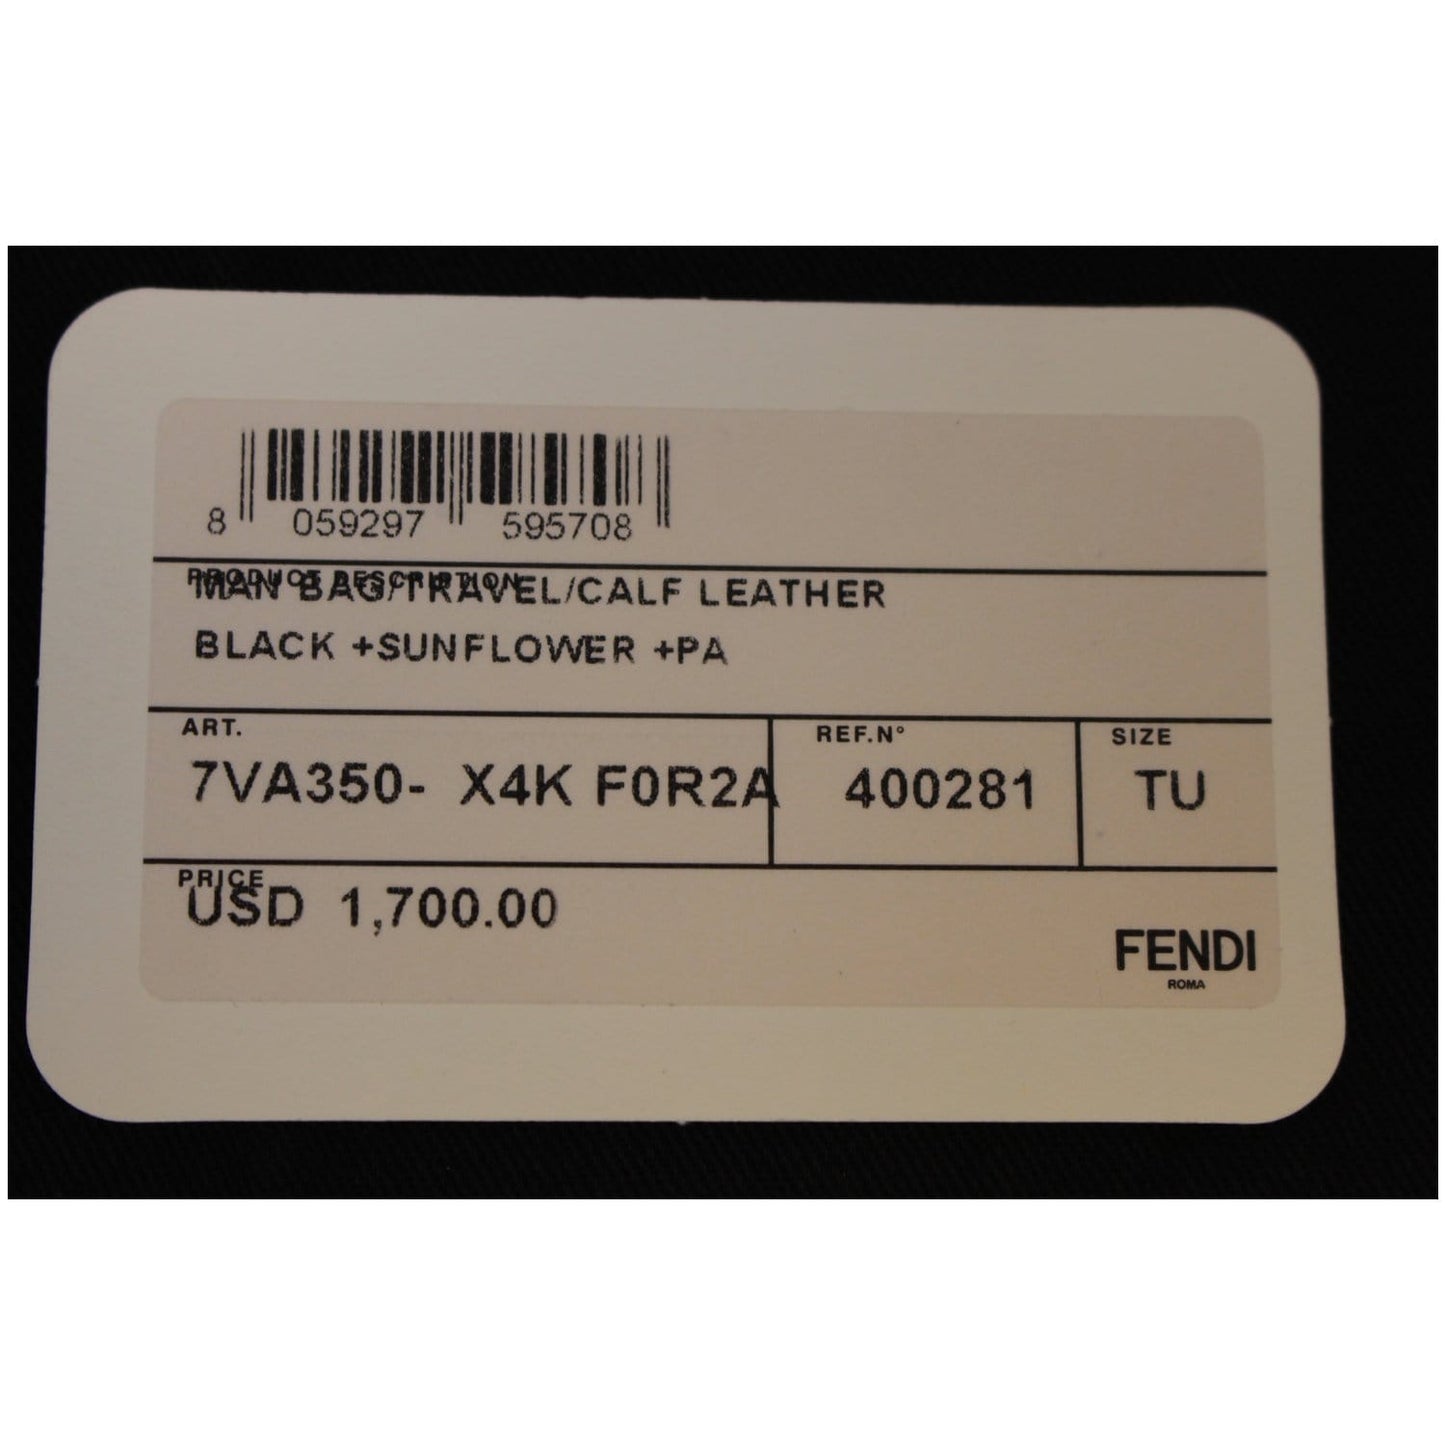 8 059297 595708
PRODUCT DESCRIPTION
MAN BAG/TRAVEL/CALF LEATHER
BLACK +SUNFLOWER +PA
ART. REF.N° SIZE
7VA350- X4K F0R2A 400281 TU
PRICE
USD 1,700.00
FENDI
ROMA